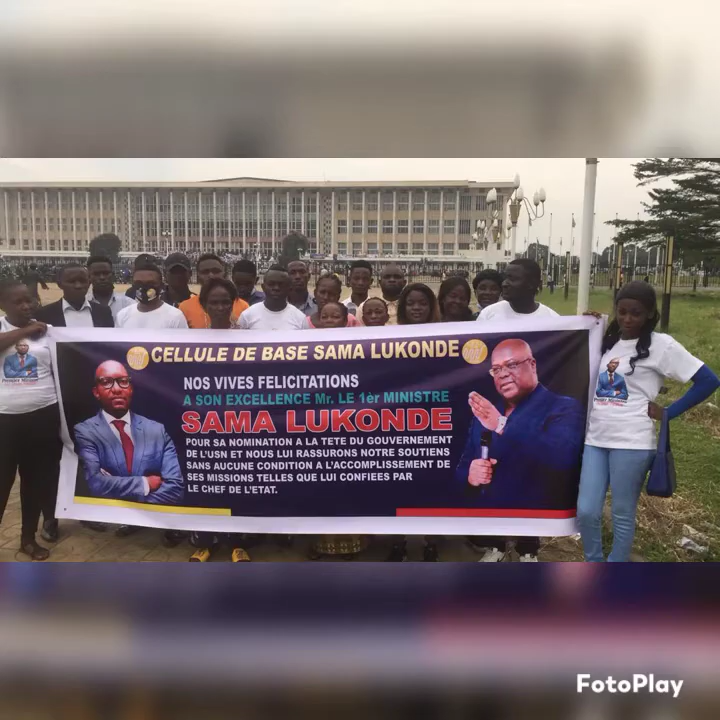 CELLULE DE BASE SAMA LUKONDE
NOS VIVES FELICITATIONS
A SON EXCELLENCE Mr. LE 1èr MINISTRE
SAMA LUKONDE
POUR SA NOMINATION A LA TETE DU GOUVERNEMENT
DE L'USN ET NOUS LUI RASSURONS NOTRE SOUTIENS
SANS AUCUNE CONDITION A L'ACCOMPLISSEMENT DE
SES MISSIONS TELLES QUE LUI CONFIEES PAR
LE CHEF DE L'ETAT.
Premier Ministre
FotoPlay